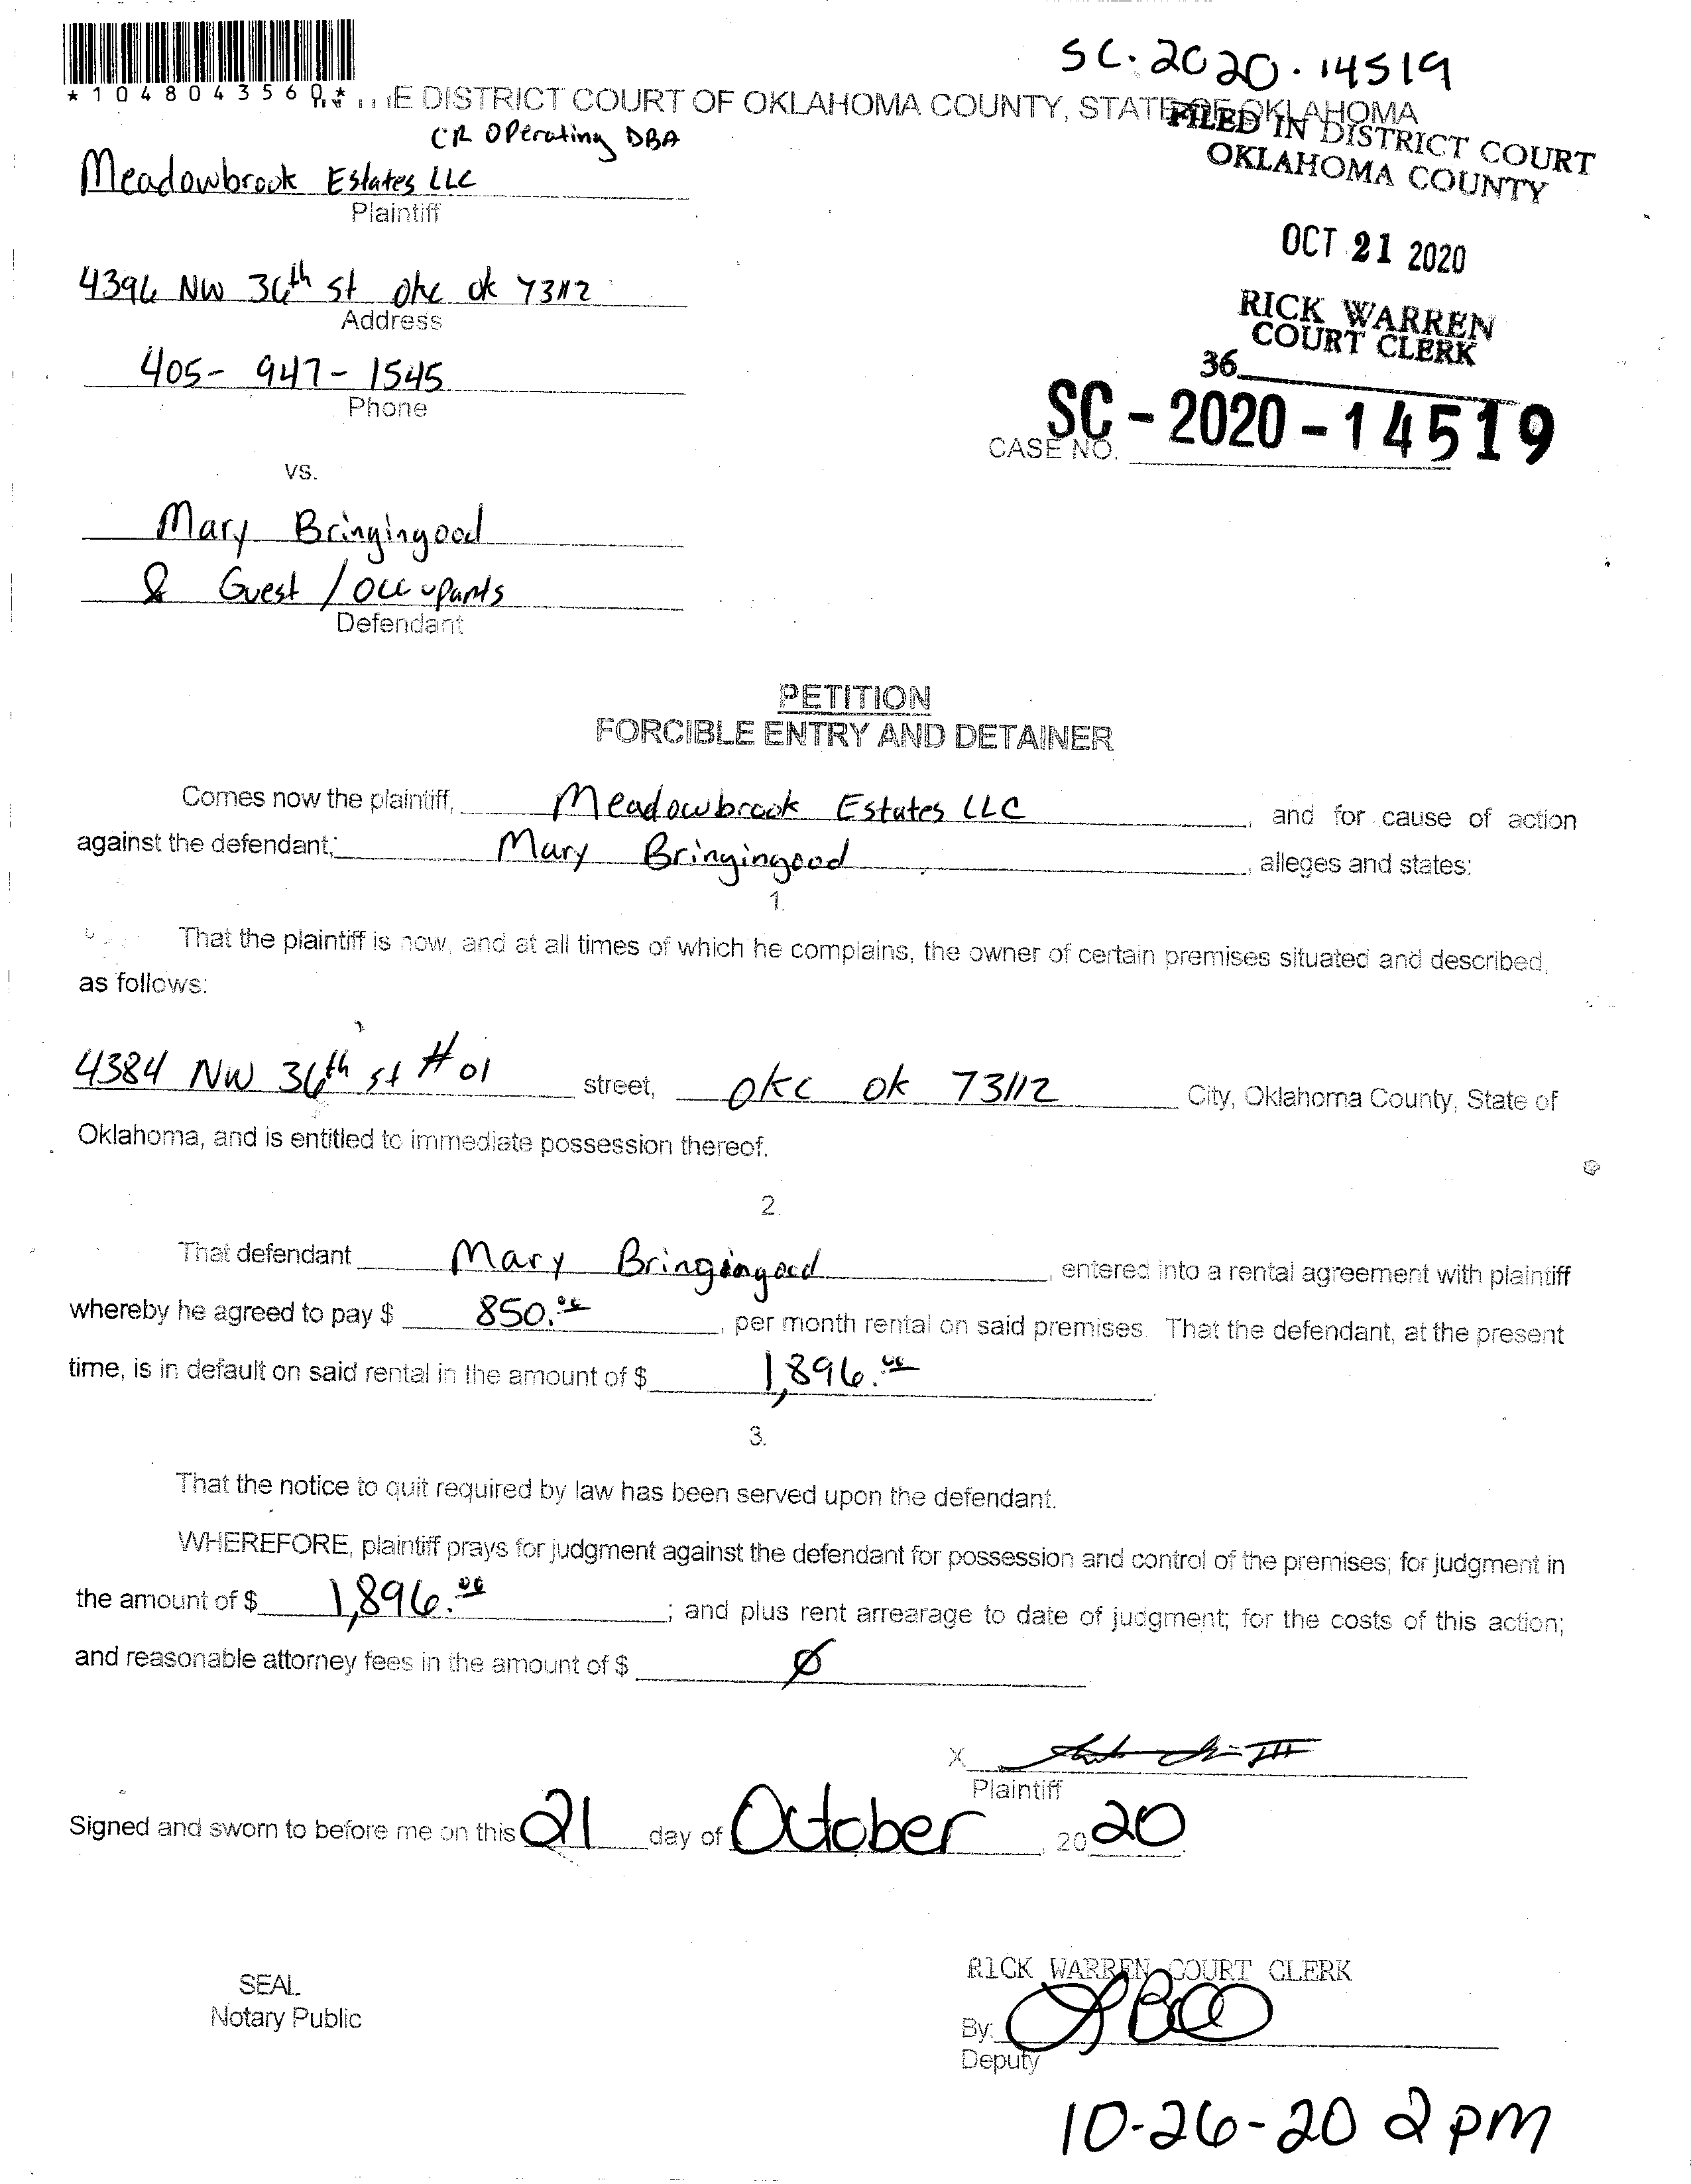 SC.2020.14519
*1048043560*
E DISTRICT COURT OF OKLAHOMA COUNTY, STATE OF OKLAHOMA
FILED IN DISTRICT COURT
OKLAHOMA COUNTY
CR Operating DBA
Meadowbrook Estates LLC
Plaintiff
OCT 21 2020
4396 NW 36th St okc ok 73112
Address
RICK WARREN
COURT CLERK
36
405-947-1545
Phone
SC-2020-14519
CASE NO.
vs.
Mary Bringingood
& Guest / occupants
Defendant
PETITION
FORCIBLE ENTRY AND DETAINER
Comes now the plaintiff, Meadowbrook Estates LLC, and for cause of action
against the defendant; Mary Bringingood, alleges and states:
1.
That the plaintiff is now, and at all times of which he complains, the owner of certain premises situated and described,
as follows:
4384 NW 36th st #01 street, okc ok 73112 City, Oklahoma County, State of
Oklahoma, and is entitled to immediate possession thereof.
2.
That defendant Mary Bringingood, entered into a rental agreement with plaintiff
whereby he agreed to pay $ 850.00, per month rental on said premises. That the defendant, at the present
time, is in default on said rental in the amount of $ 1,896.00
3.
That the notice to quit required by law has been served upon the defendant.
WHEREFORE, plaintiff prays for judgment against the defendant for possession and control of the premises; for judgment in
the amount of $ 1,896.00; and plus rent arrearage to date of judgment; for the costs of this action;
and reasonable attorney fees in the amount of $ Ø
X
Plaintiff
Signed and sworn to before me on this 21 day of October, 2020.
RICK WARREN COURT CLERK
SEAL
Notary Public
By:
Deputy
10-26-20 2pm